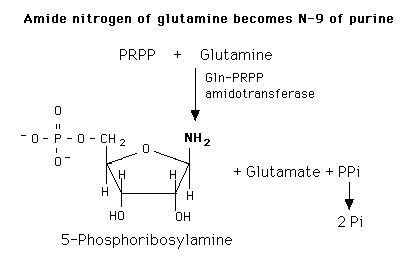 Amide nitrogen of glutamine becomes N-9 of purine
PRPP + Glutamine
Gln-PRPP
amidotransferase
O
⁻O-P-O-CH₂
O⁻
O
NH₂
H
H
H
H
HO
OH
+ Glutamate + PPi
2 Pi
5-Phosphoribosylamine